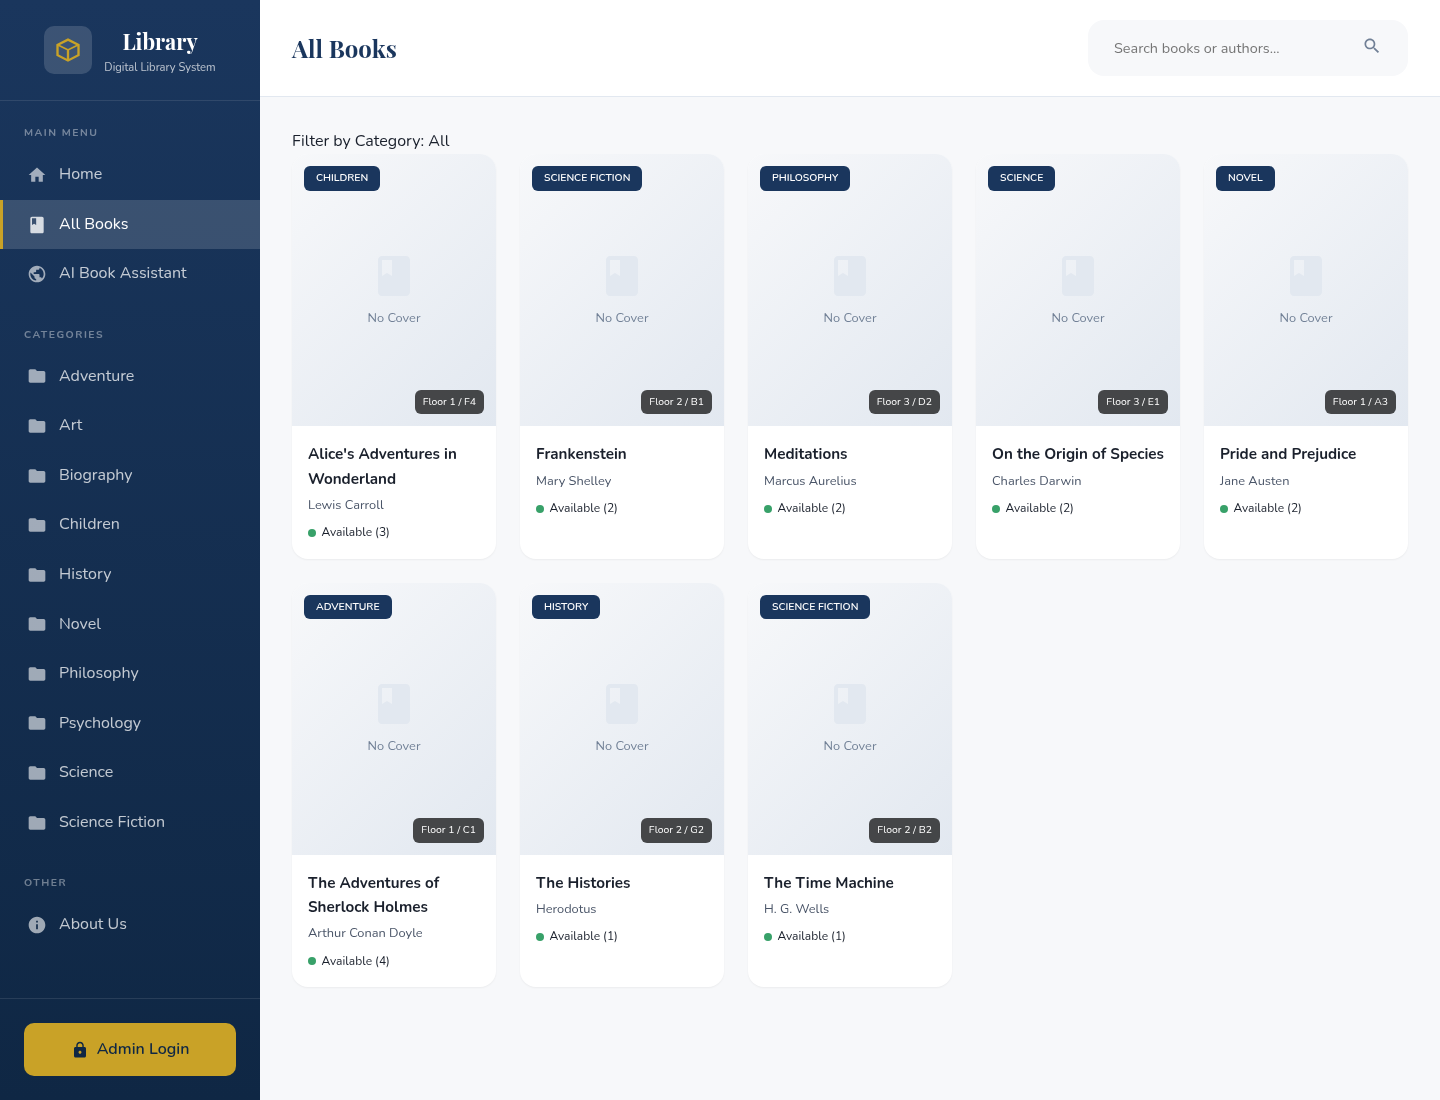 Library
Digital Library System
MAIN MENU
Home
All Books
AI Book Assistant
CATEGORIES
Adventure
Art
Biography
Children
History
Novel
Philosophy
Psychology
Science
Science Fiction
OTHER
About Us
Admin Login
All Books
Search books or authors...
Filter by Category: All
CHILDREN
No Cover
Floor 1 / F4
Alice's Adventures in
Wonderland
Lewis Carroll
Available (3)
SCIENCE FICTION
No Cover
Floor 2 / B1
Frankenstein
Mary Shelley
Available (2)
PHILOSOPHY
No Cover
Floor 3 / D2
Meditations
Marcus Aurelius
Available (2)
SCIENCE
No Cover
Floor 3 / E1
On the Origin of Species
Charles Darwin
Available (2)
NOVEL
No Cover
Floor 1 / A3
Pride and Prejudice
Jane Austen
Available (2)
ADVENTURE
No Cover
Floor 1 / C1
The Adventures of
Sherlock Holmes
Arthur Conan Doyle
Available (4)
HISTORY
No Cover
Floor 2 / G2
The Histories
Herodotus
Available (1)
SCIENCE FICTION
No Cover
Floor 2 / B2
The Time Machine
H. G. Wells
Available (1)